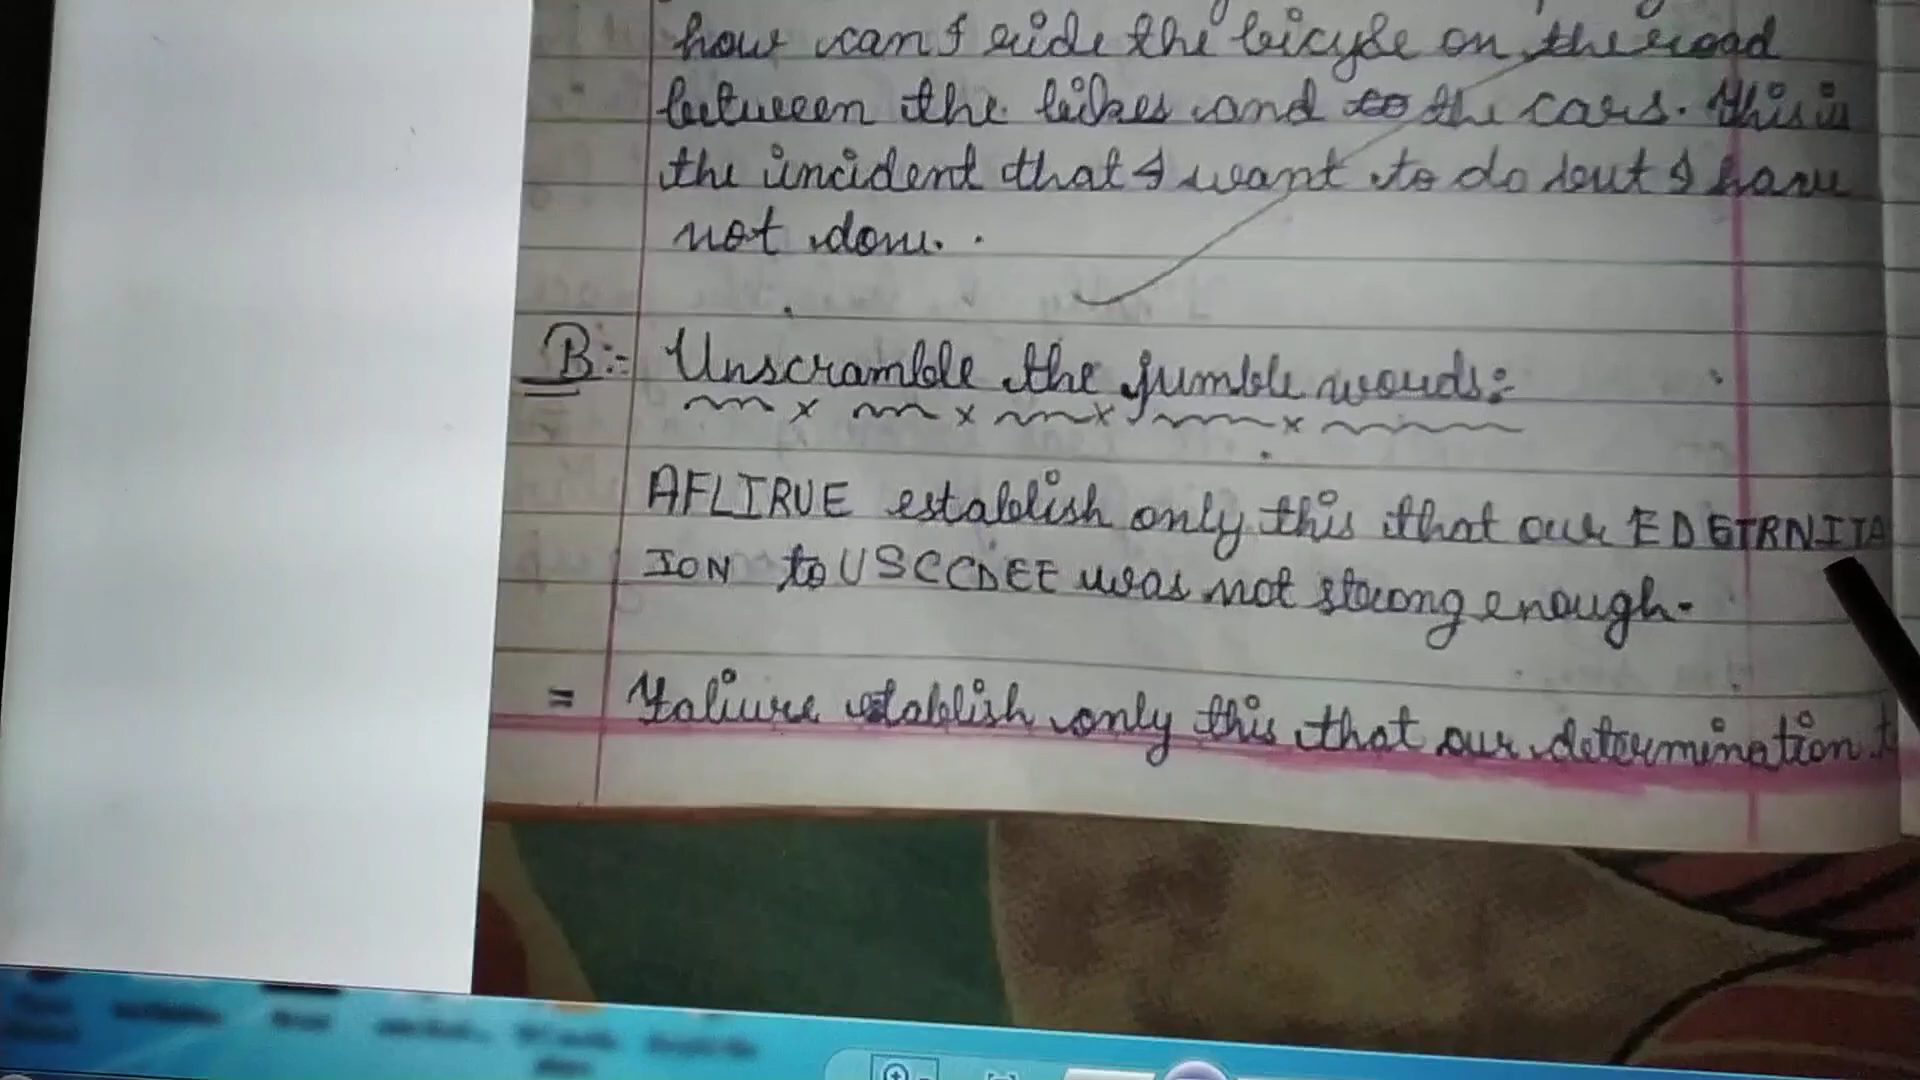 how can I ride the bicycle on the road
between the bikes and to the cars. this is
the incident that I want to do but I have
not done.
B:- Unscramble the jumble words:-
AFLIRUE establish only this that our EDETRNITA
ION to USCCDEE was not strong enough.
= Faliure establish only this that our determination